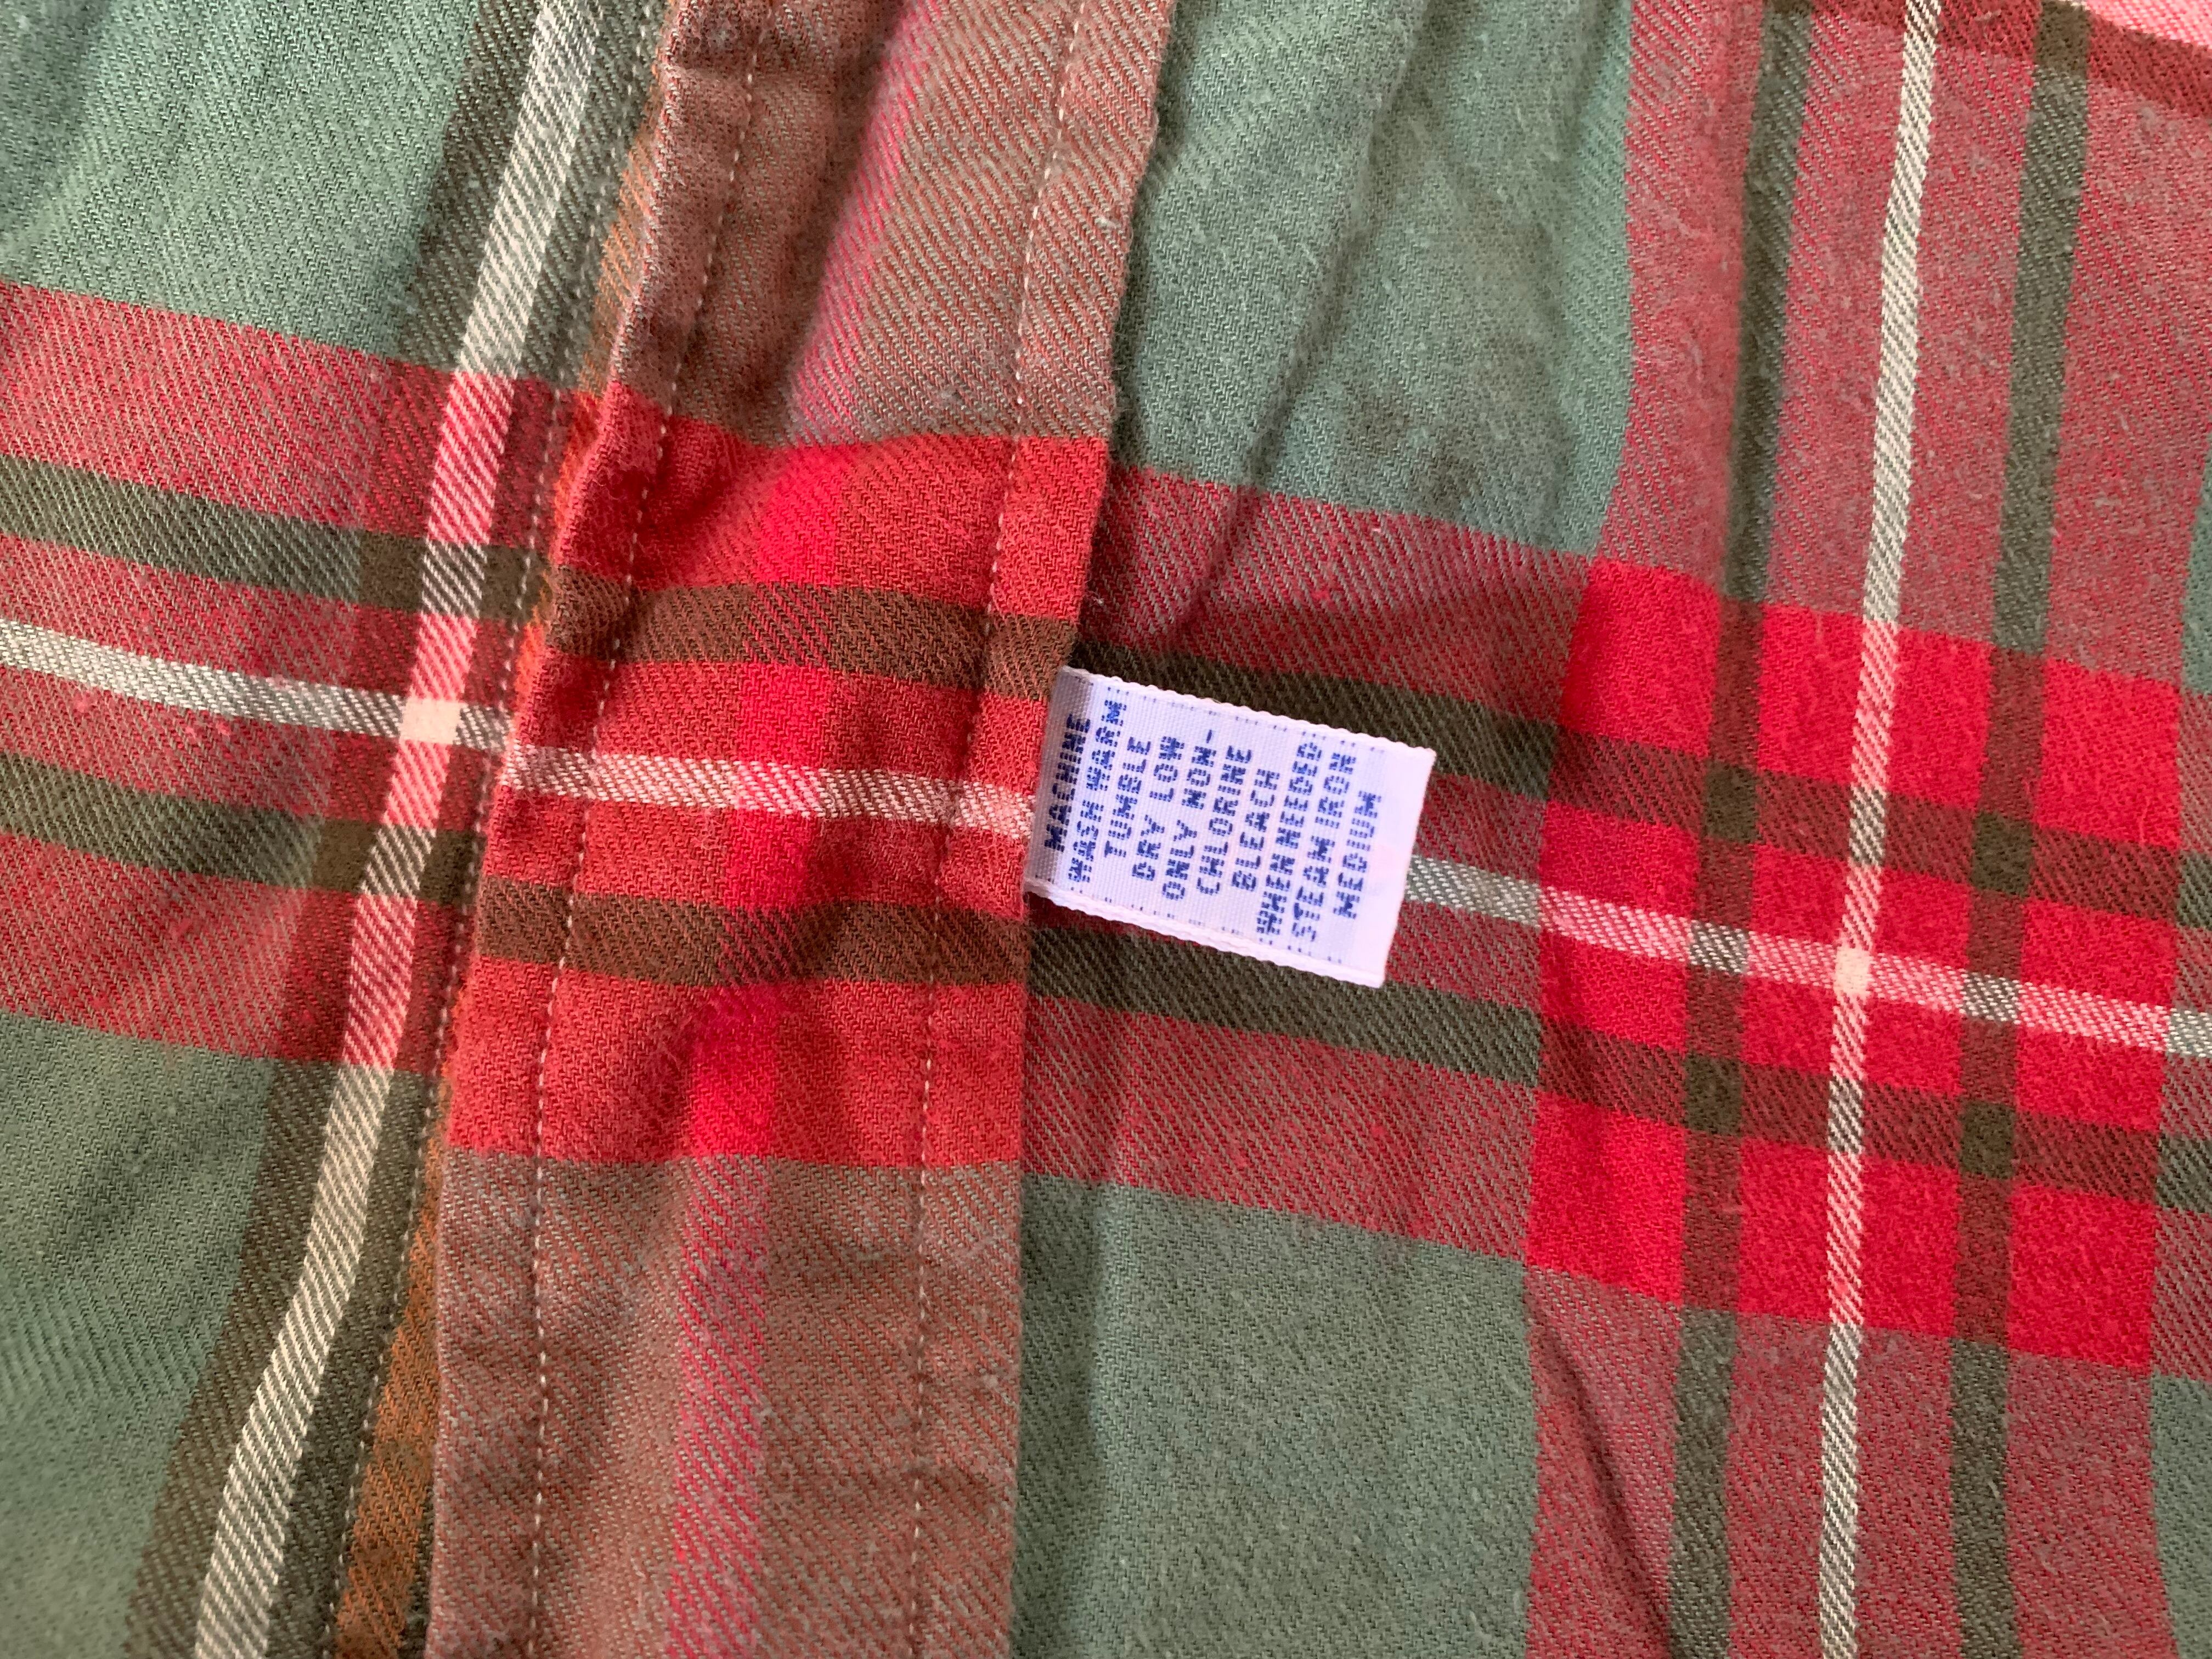 MACHINE
WASH WARM
TUMBLE
DRY LOW
ONLY NON-
CHLORINE
BLEACH
WHEN NEEDED
STEAM IRON
MEDIUM